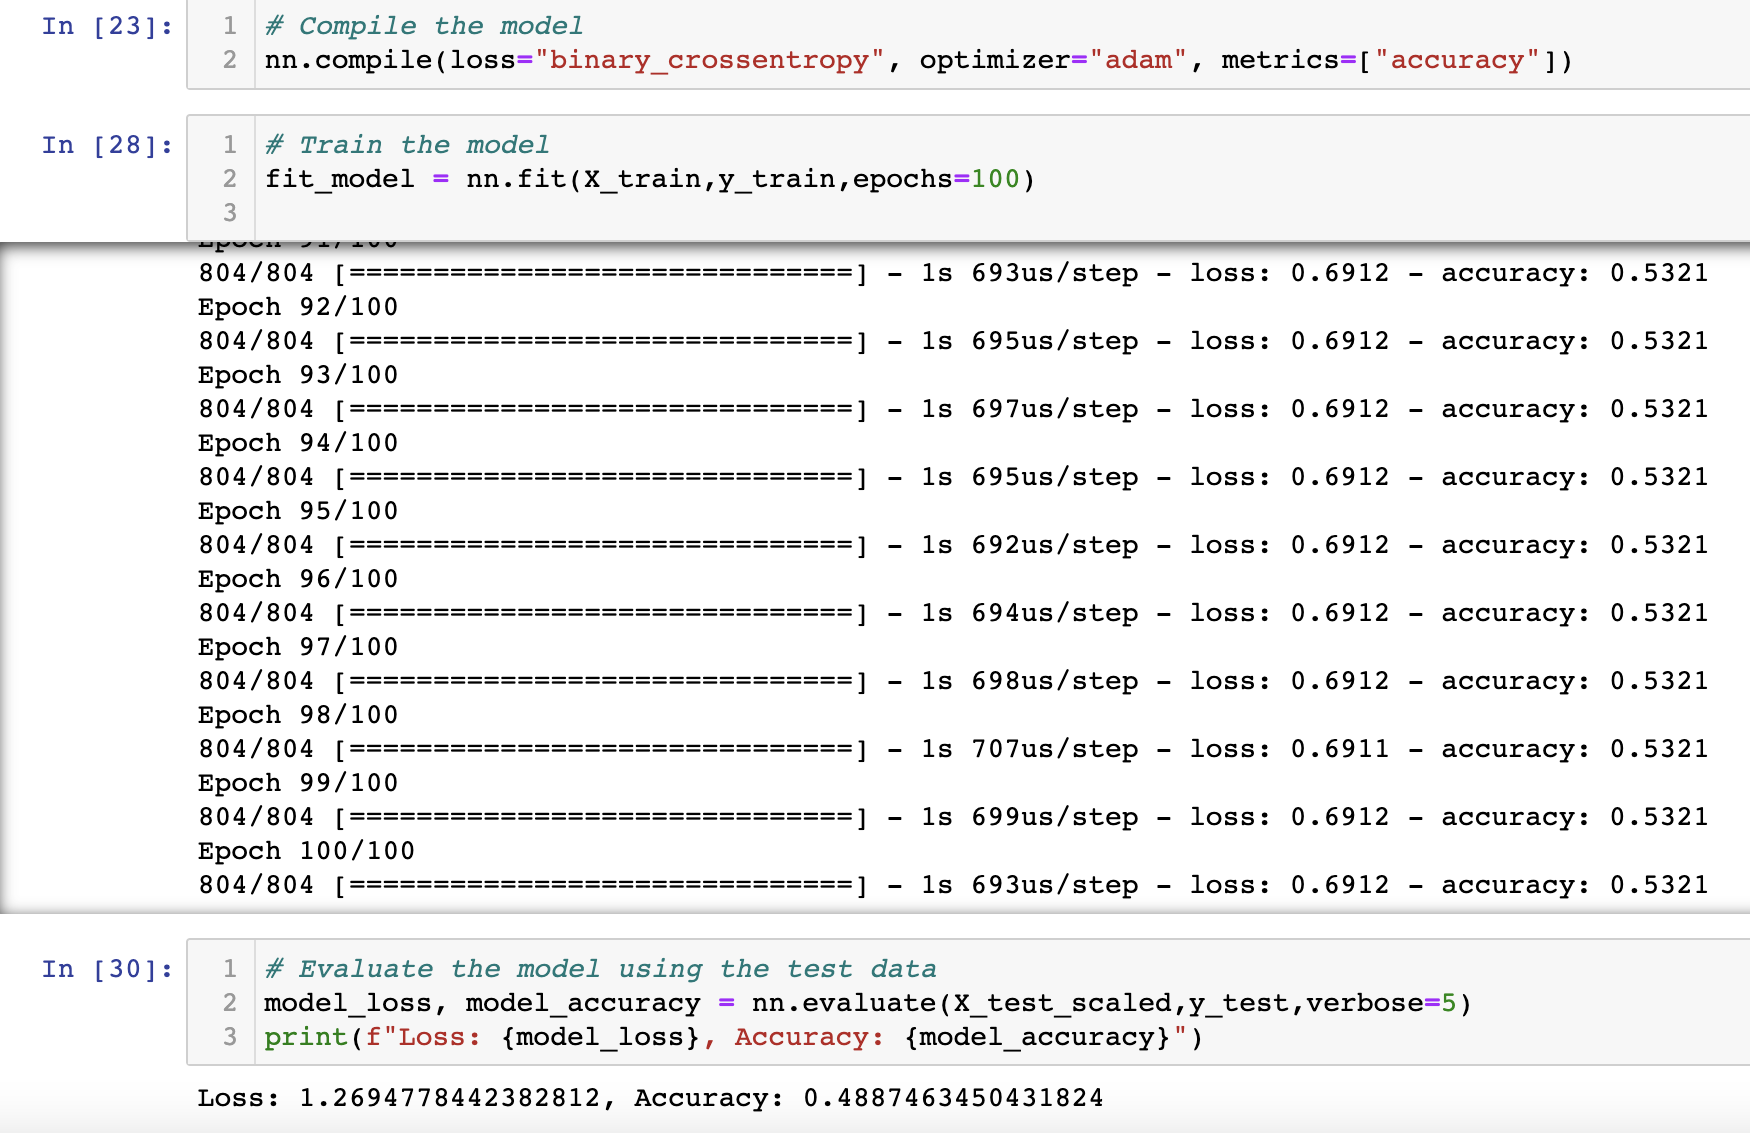 In [23]:
1 # Compile the model
2 nn.compile(loss="binary_crossentropy", optimizer="adam", metrics=["accuracy"])
In [28]:
1 # Train the model
2 fit_model = nn.fit(X_train,y_train,epochs=100)
3
Epoch 91/100
804/804 [==============================] - 1s 693us/step - loss: 0.6912 - accuracy: 0.5321
Epoch 92/100
804/804 [==============================] - 1s 695us/step - loss: 0.6912 - accuracy: 0.5321
Epoch 93/100
804/804 [==============================] - 1s 697us/step - loss: 0.6912 - accuracy: 0.5321
Epoch 94/100
804/804 [==============================] - 1s 695us/step - loss: 0.6912 - accuracy: 0.5321
Epoch 95/100
804/804 [==============================] - 1s 692us/step - loss: 0.6912 - accuracy: 0.5321
Epoch 96/100
804/804 [==============================] - 1s 694us/step - loss: 0.6912 - accuracy: 0.5321
Epoch 97/100
804/804 [==============================] - 1s 698us/step - loss: 0.6912 - accuracy: 0.5321
Epoch 98/100
804/804 [==============================] - 1s 707us/step - loss: 0.6911 - accuracy: 0.5321
Epoch 99/100
804/804 [==============================] - 1s 699us/step - loss: 0.6912 - accuracy: 0.5321
Epoch 100/100
804/804 [==============================] - 1s 693us/step - loss: 0.6912 - accuracy: 0.5321
In [30]:
1 # Evaluate the model using the test data
2 model_loss, model_accuracy = nn.evaluate(X_test_scaled,y_test,verbose=5)
3 print(f"Loss: {model_loss}, Accuracy: {model_accuracy}")
Loss: 1.2694778442382812, Accuracy: 0.4887463450431824